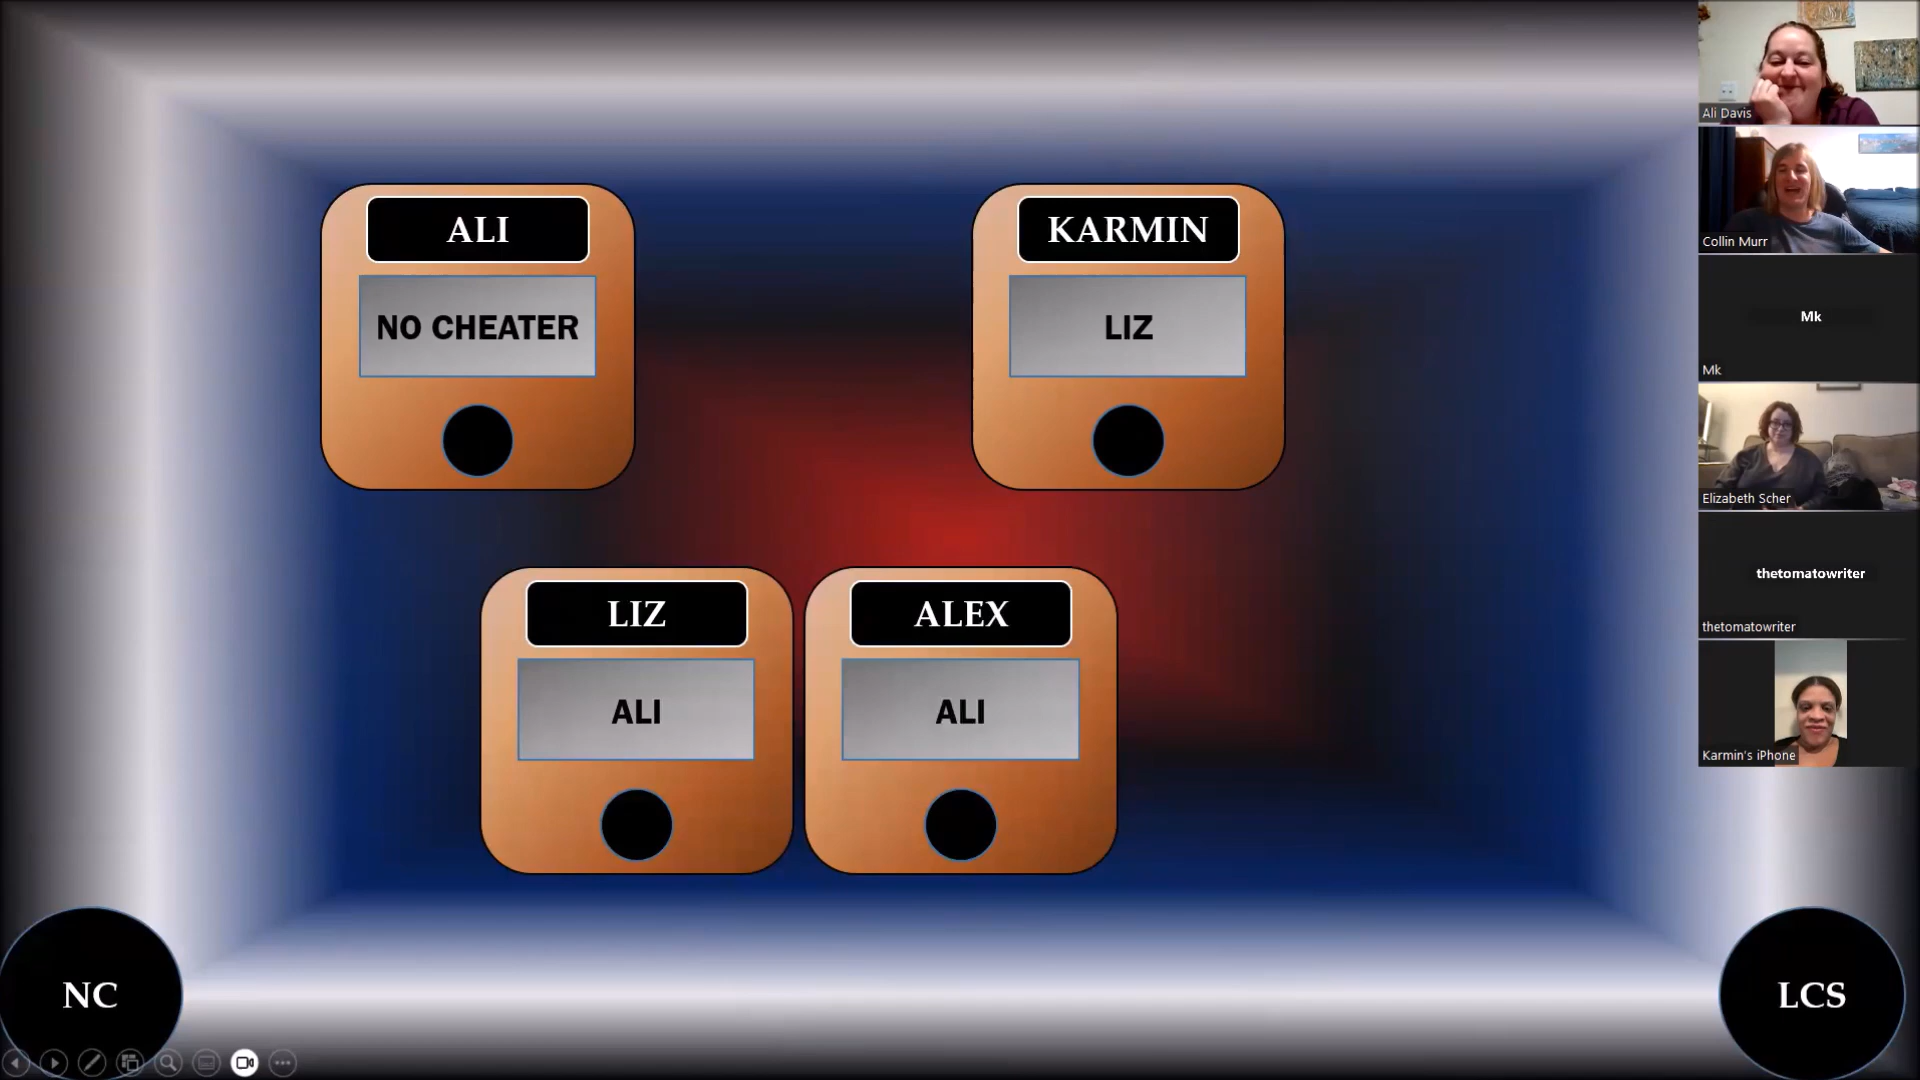 ALI
NO CHEATER
KARMIN
LIZ
LIZ
ALI
ALEX
ALI
NC
LCS
Ali Davis
Collin Murr
Mk
Mk
Elizabeth Scher
thetomatowriter
thetomatowriter
Karmin's iPhone